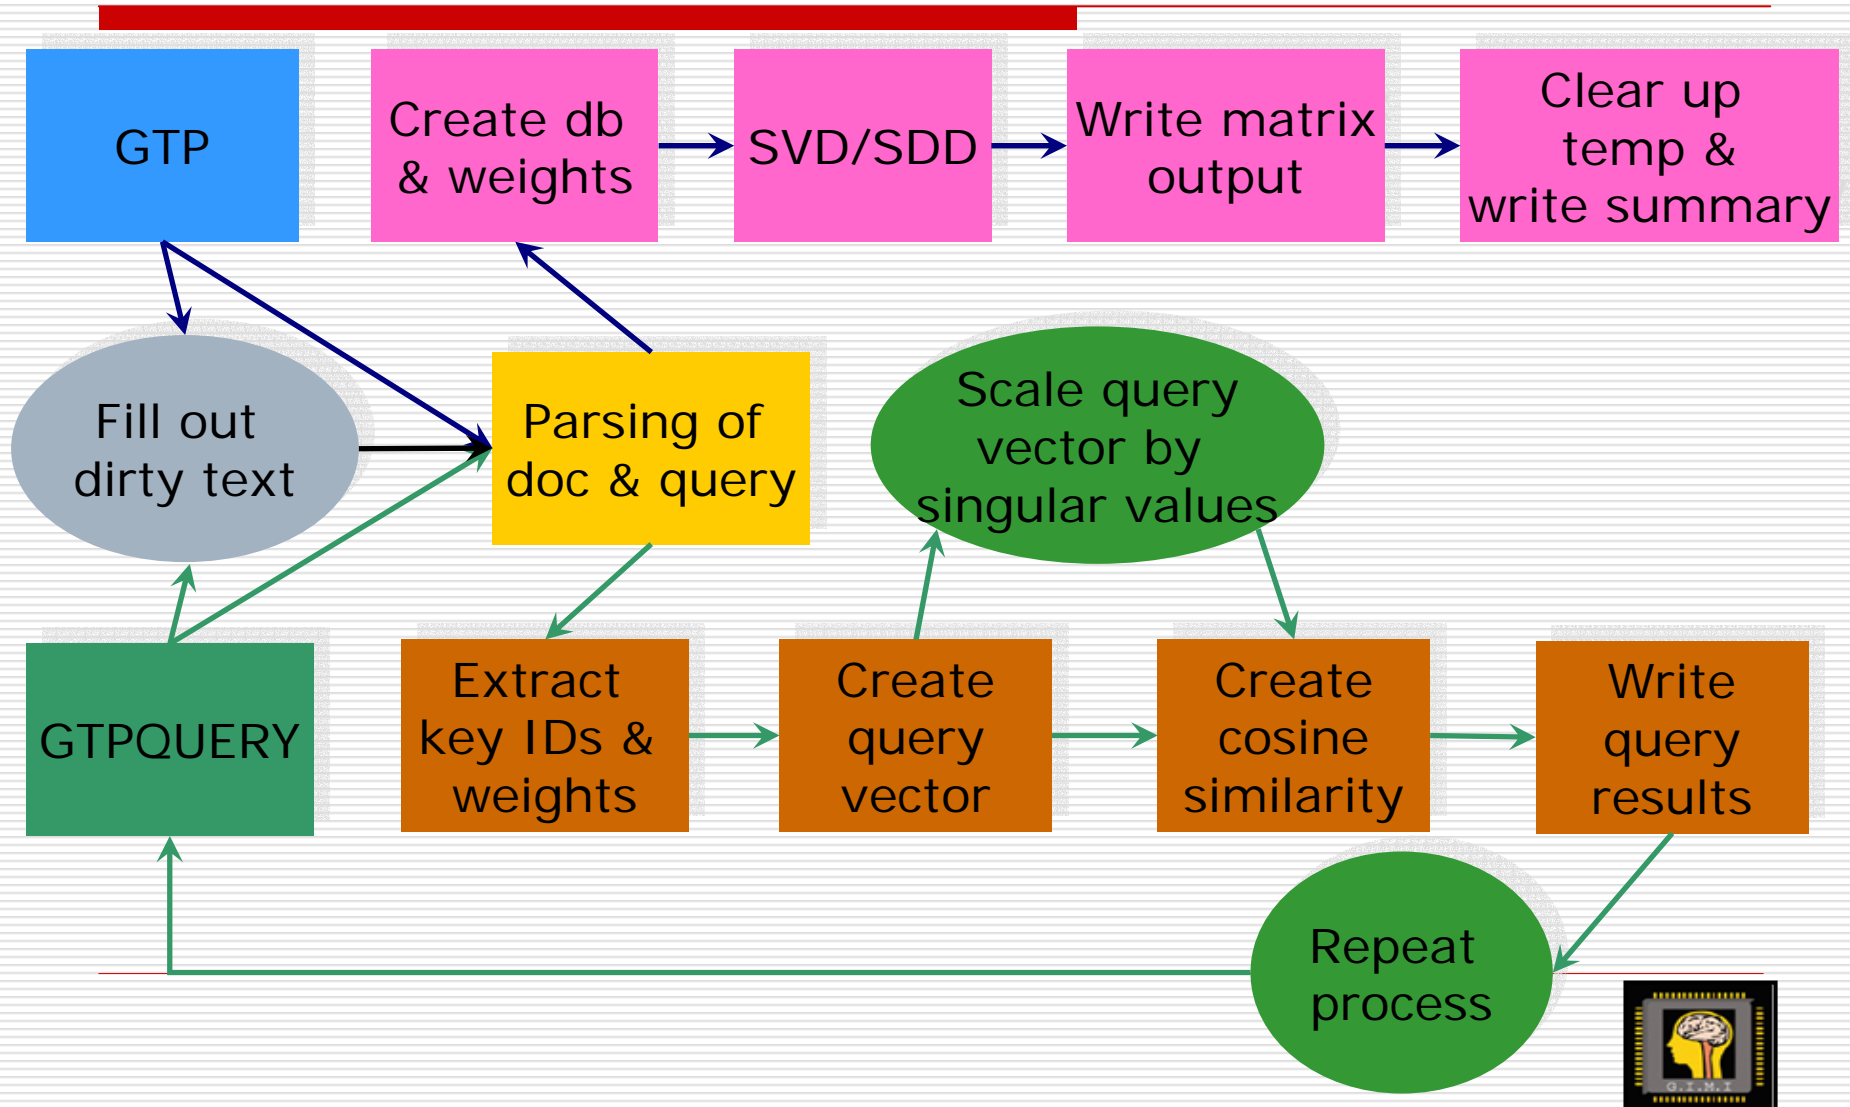 GTP
Create db
& weights
SVD/SDD
Write matrix
output
Clear up
temp &
write summary
Fill out
dirty text
Parsing of
doc & query
Scale query
vector by
singular values
GTPQUERY
Extract
key IDs &
weights
Create
query
vector
Create
cosine
similarity
Write
query
results
Repeat
process
G.I.M.I